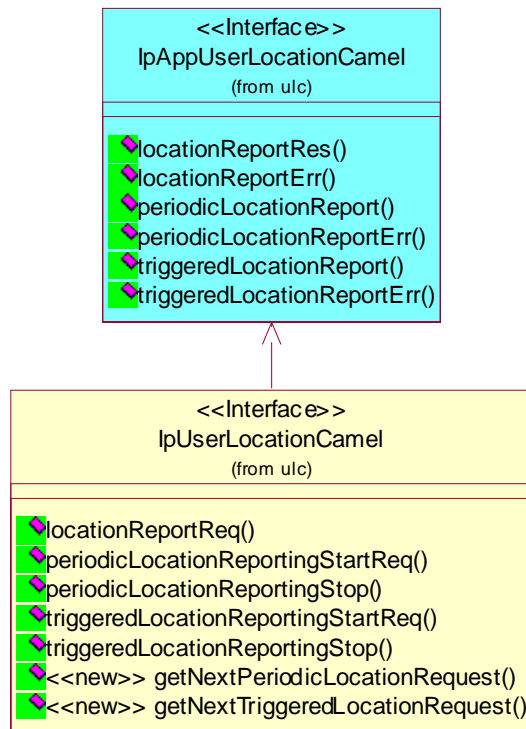 <<Interface>>
IpAppUserLocationCamel
(from ulc)
locationReportRes()
locationReportErr()
periodicLocationReport()
periodicLocationReportErr()
triggeredLocationReport()
triggeredLocationReportErr()
<<Interface>>
IpUserLocationCamel
(from ulc)
locationReportReq()
periodicLocationReportingStartReq()
periodicLocationReportingStop()
triggeredLocationReportingStartReq()
triggeredLocationReportingStop()
<<new>> getNextPeriodicLocationRequest()
<<new>> getNextTriggeredLocationRequest()